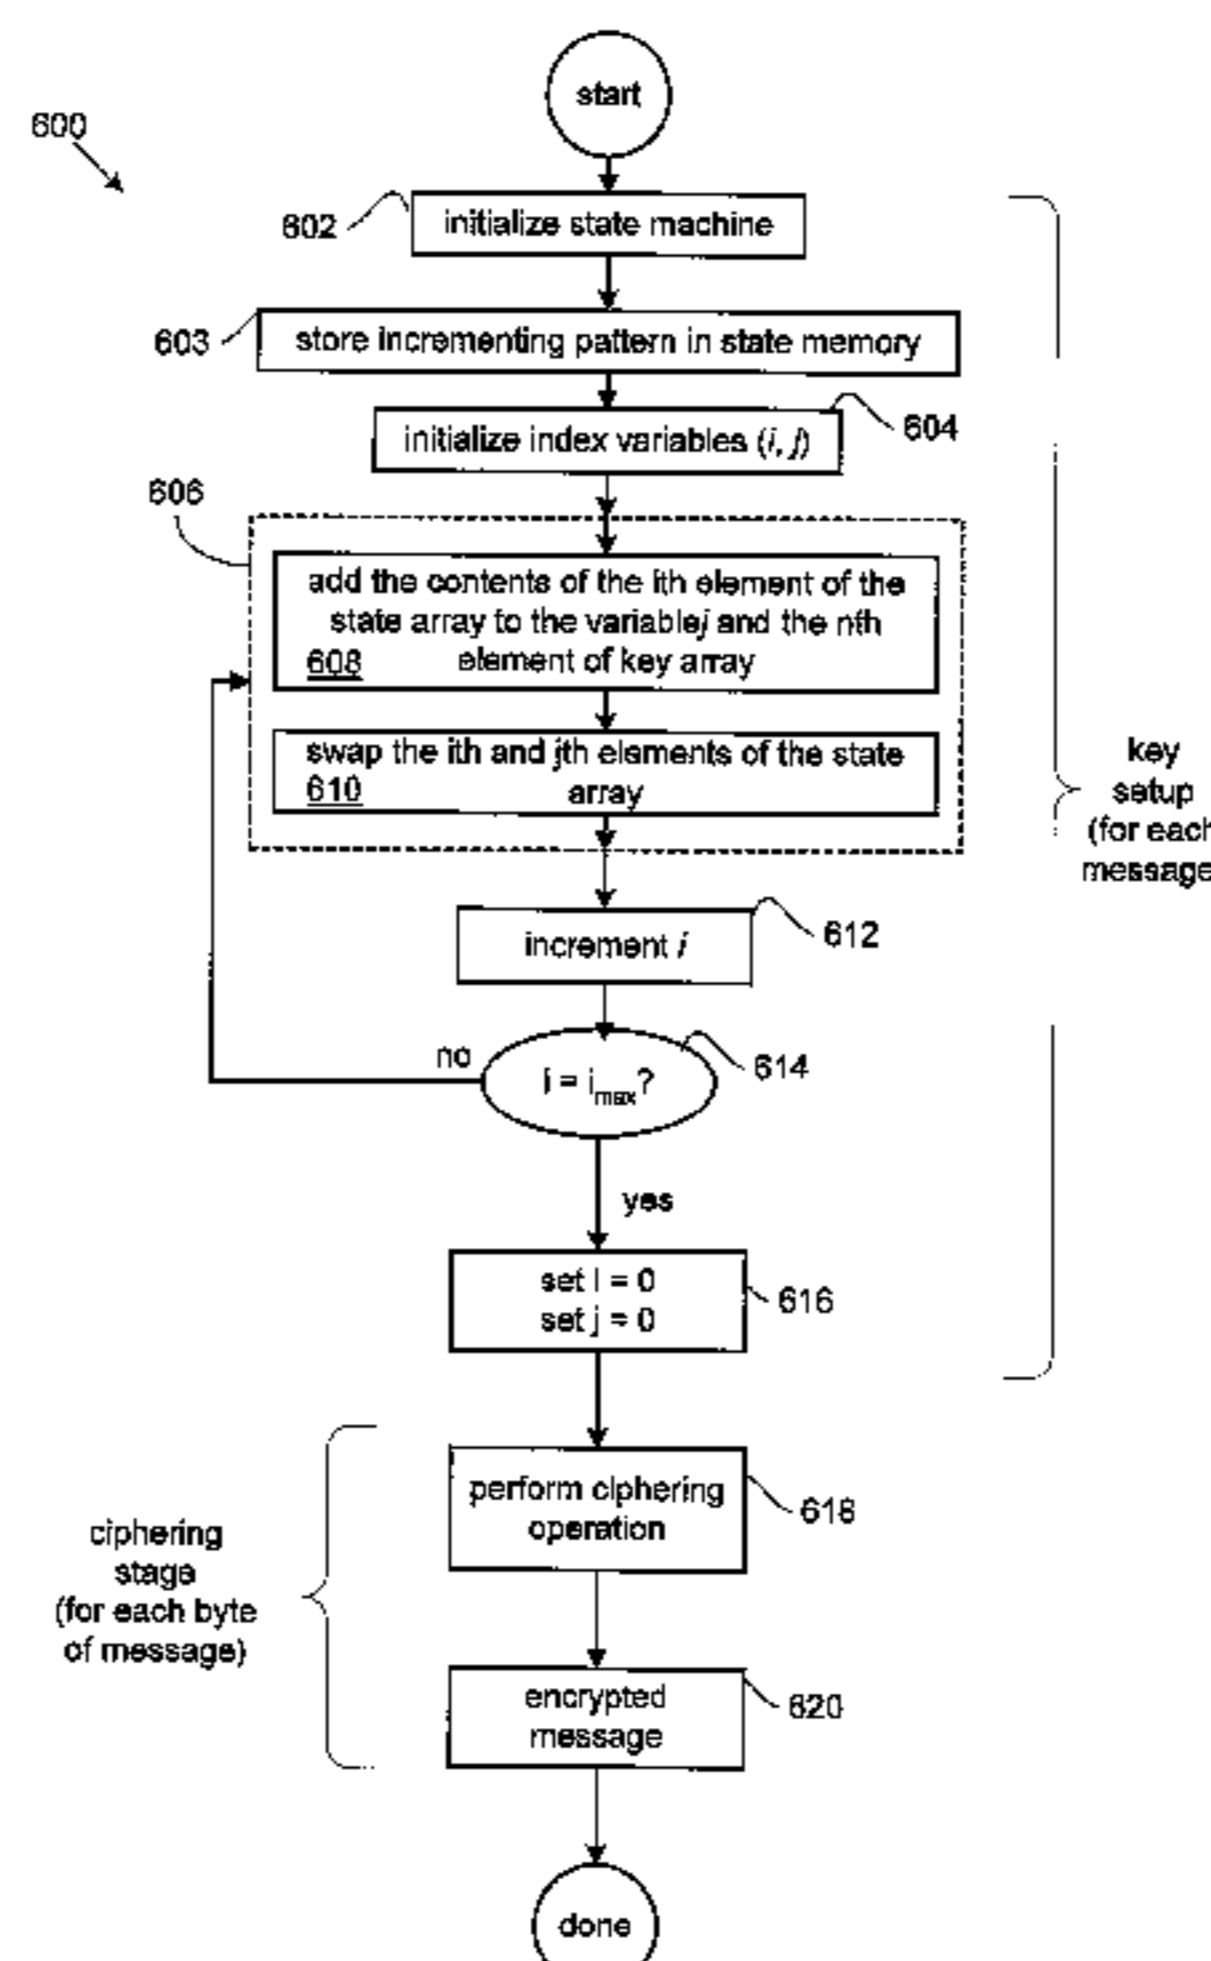 start
600
602
initialize state machine
603
store incrementing pattern in state memory
604
initialize index variables (i, j)
606
add the contents of the ith element of the
state array to the variable j and the nth
608 element of key array
swap the ith and jth elements of the state
610 array
key
setup
(for each
message
increment i
612
no
i = imax?
614
yes
set i = 0
set j = 0
616
perform ciphering
operation
618
ciphering
stage
(for each byte
of message)
encrypted
message
620
done